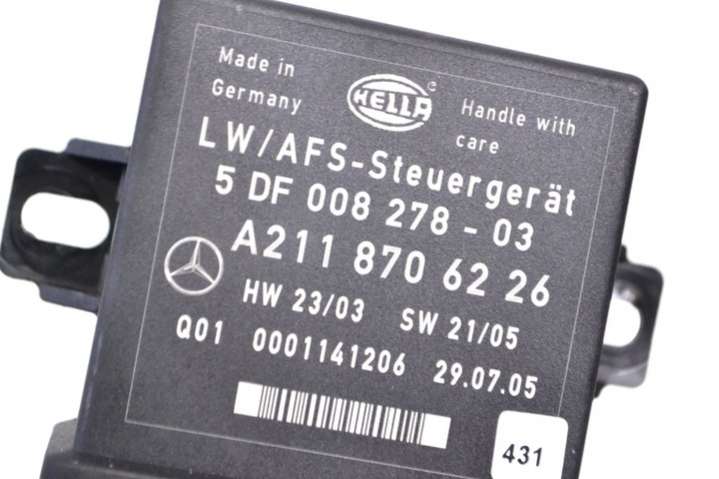 Made in
Germany
HELLA
Handle with
care
LW/AFS-Steuergerät
5 DF 008 278 - 03
A211 870 62 26
HW 23/03 SW 21/05
Q01 0001141206 29.07.05
431